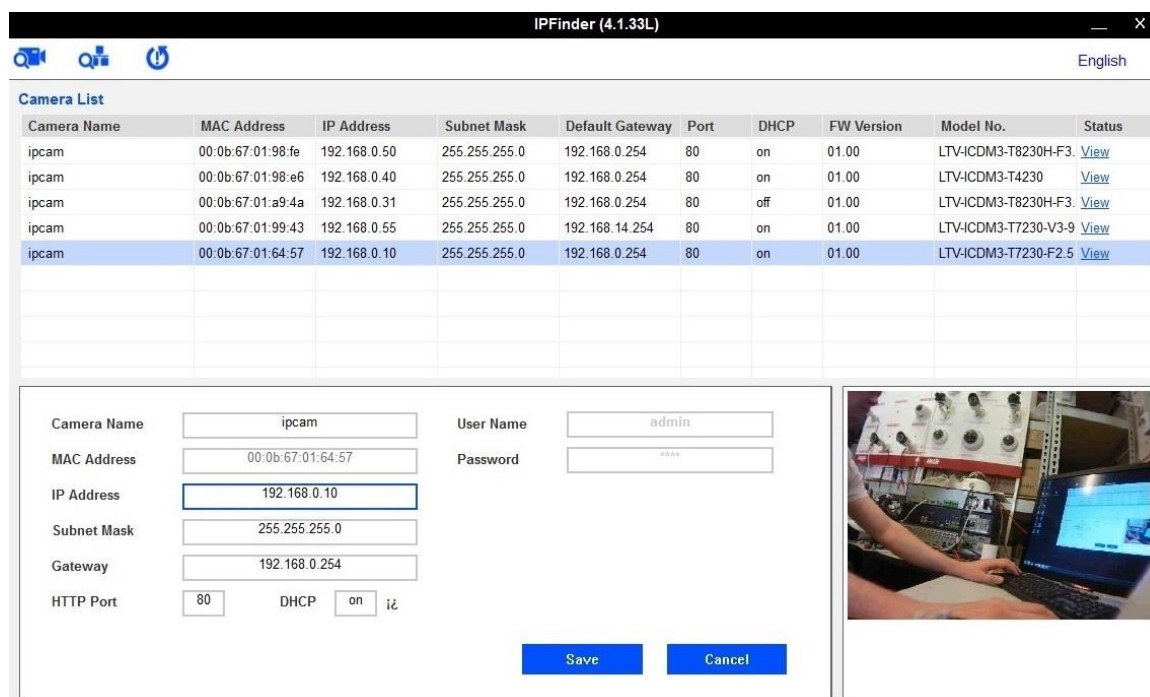 IPFinder (4.1.33L)
English
Camera List
Camera Name MAC Address IP Address Subnet Mask Default Gateway Port DHCP FW Version Model No. Status
ipcam 00:0b:67:01:98:fe 192.168.0.50 255.255.255.0 192.168.0.254 80 on 01.00 LTV-ICDM3-T8230H-F3. View
ipcam 00:0b:67:01:98:e6 192.168.0.40 255.255.255.0 192.168.0.254 80 on 01.00 LTV-ICDM3-T4230 View
ipcam 00:0b:67:01:a9:4a 192.168.0.31 255.255.255.0 192.168.0.254 80 off 01.00 LTV-ICDM3-T8230H-F3. View
ipcam 00:0b:67:01:99:43 192.168.0.55 255.255.255.0 192.168.14.254 80 on 01.00 LTV-ICDM3-T7230-V3-9 View
ipcam 00:0b:67:01:64:57 192.168.0.10 255.255.255.0 192.168.0.254 80 on 01.00 LTV-ICDM3-T7230-F2.5 View
Camera Name ipcam User Name admin
MAC Address 00:0b:67:01:64:57 Password ****
IP Address 192.168.0.10
Subnet Mask 255.255.255.0
Gateway 192.168.0.254
HTTP Port 80 DHCP on ¡¿
Save Cancel